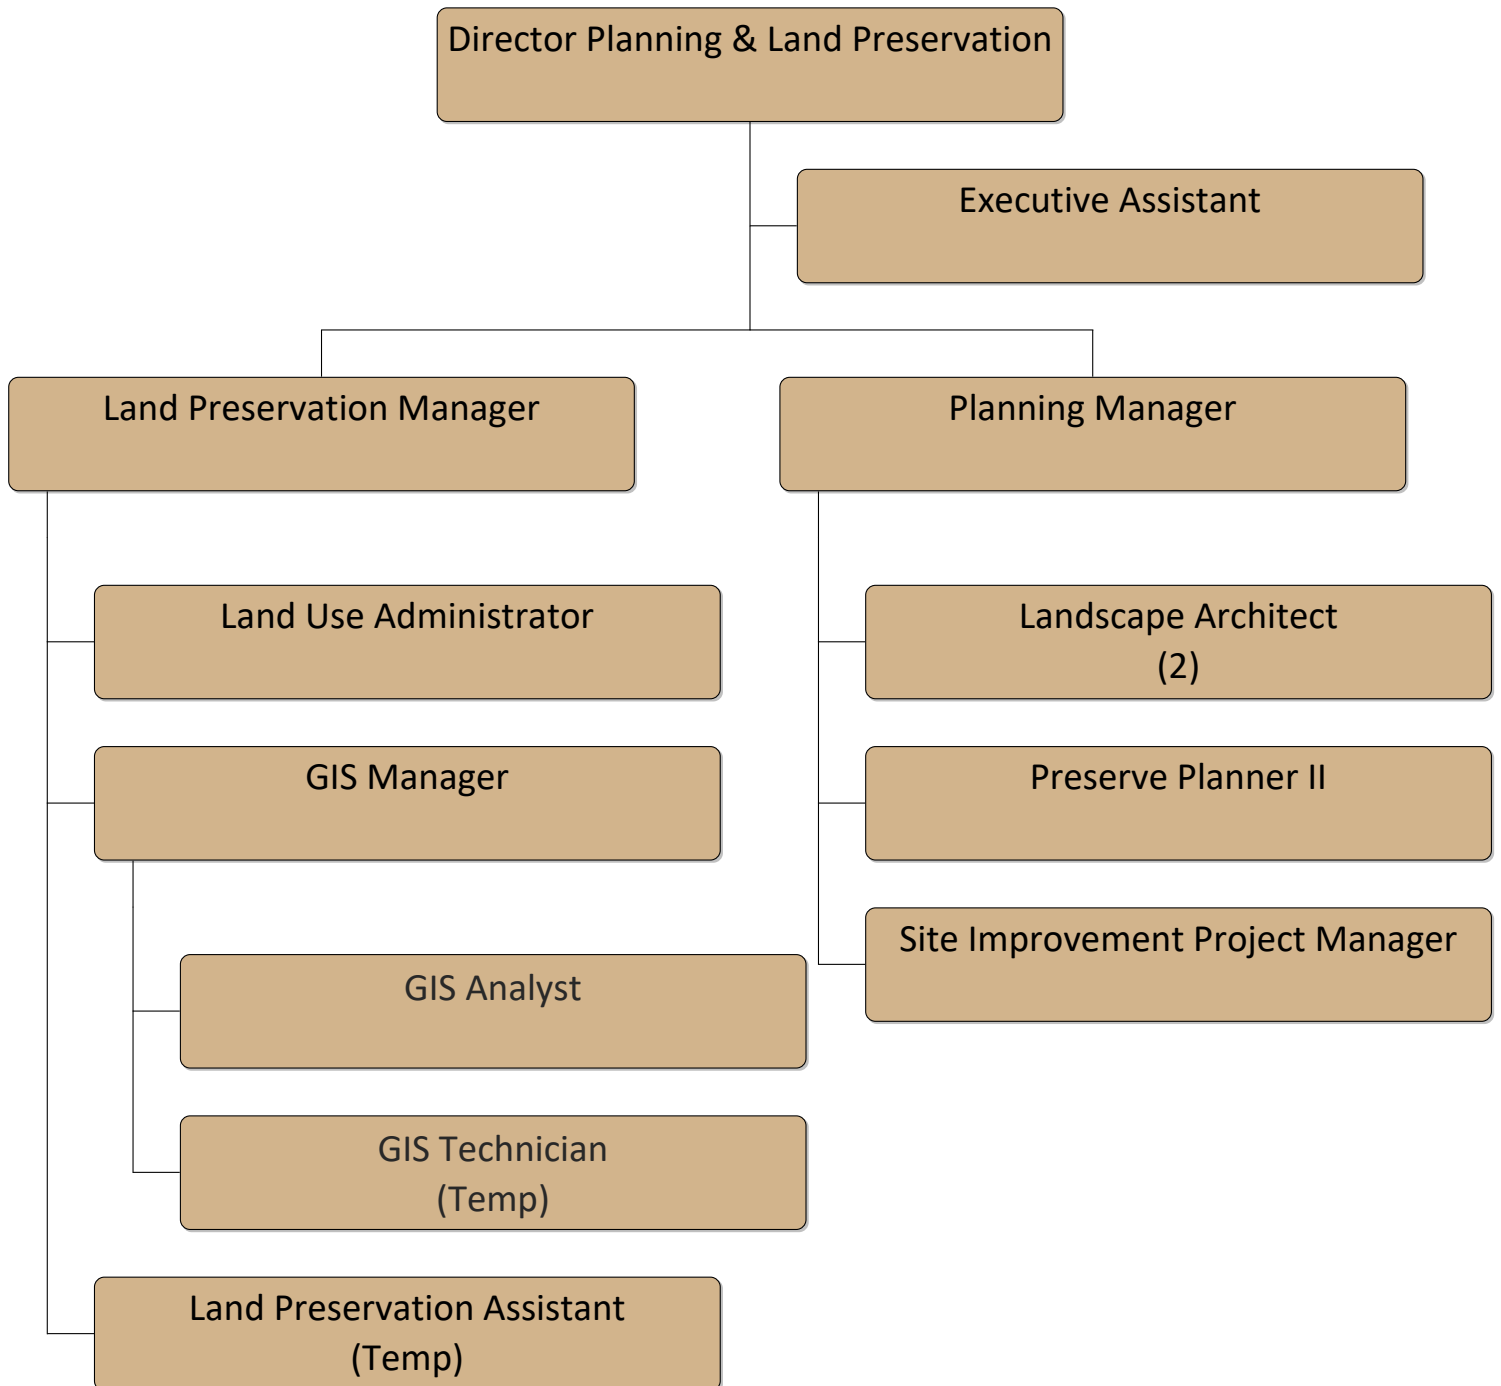 Director Planning & Land Preservation
Executive Assistant
Land Preservation Manager
Planning Manager
Land Use Administrator
Landscape Architect
(2)
GIS Manager
Preserve Planner II
Site Improvement Project Manager
GIS Analyst
GIS Technician
(Temp)
Land Preservation Assistant
(Temp)